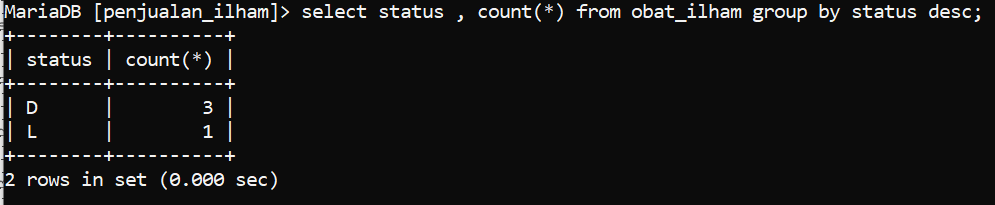 MariaDB [penjualan_ilham]> select status , count(*) from obat_ilham group by status desc;
+--------+----------+
| status | count(*) |
+--------+----------+
| D      |        3 |
| L      |        1 |
+--------+----------+
2 rows in set (0.000 sec)